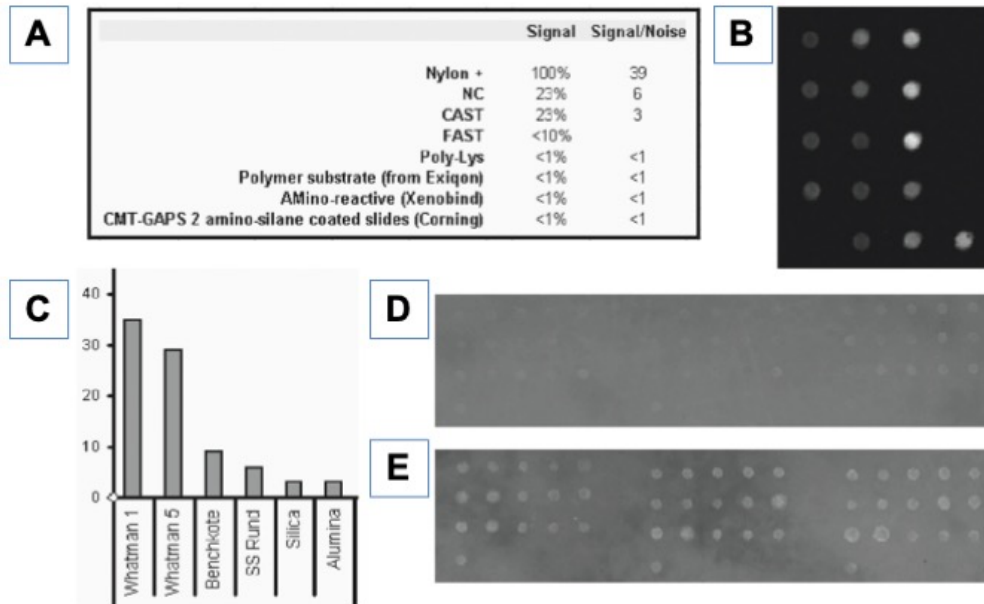 A
Signal Signal/Noise
Nylon + 100% 39
NC 23% 6
CAST 23% 3
FAST <10%
Poly-Lys <1% <1
Polymer substrate (from Exiqon) <1% <1
AMino-reactive (Xenobind) <1% <1
CMT-GAPS 2 amino-silane coated slides (Corning) <1% <1
B
C
40
30
20
10
0
Whatman 1
Whatman 5
Benchkote
SS Rund
Silica
Alumina
D
E